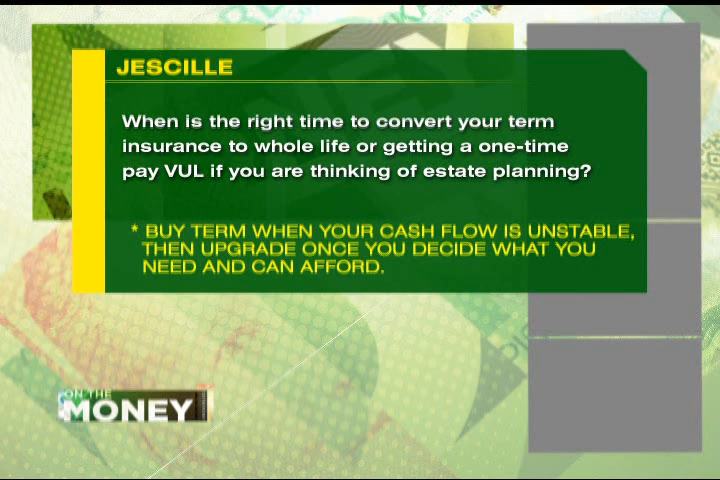 JESCILLE
When is the right time to convert your term
insurance to whole life or getting a one-time
pay VUL if you are thinking of estate planning?
* BUY TERM WHEN YOUR CASH FLOW IS UNSTABLE,
THEN UPGRADE ONCE YOU DECIDE WHAT YOU
NEED AND CAN AFFORD.
ON THE
MONEY